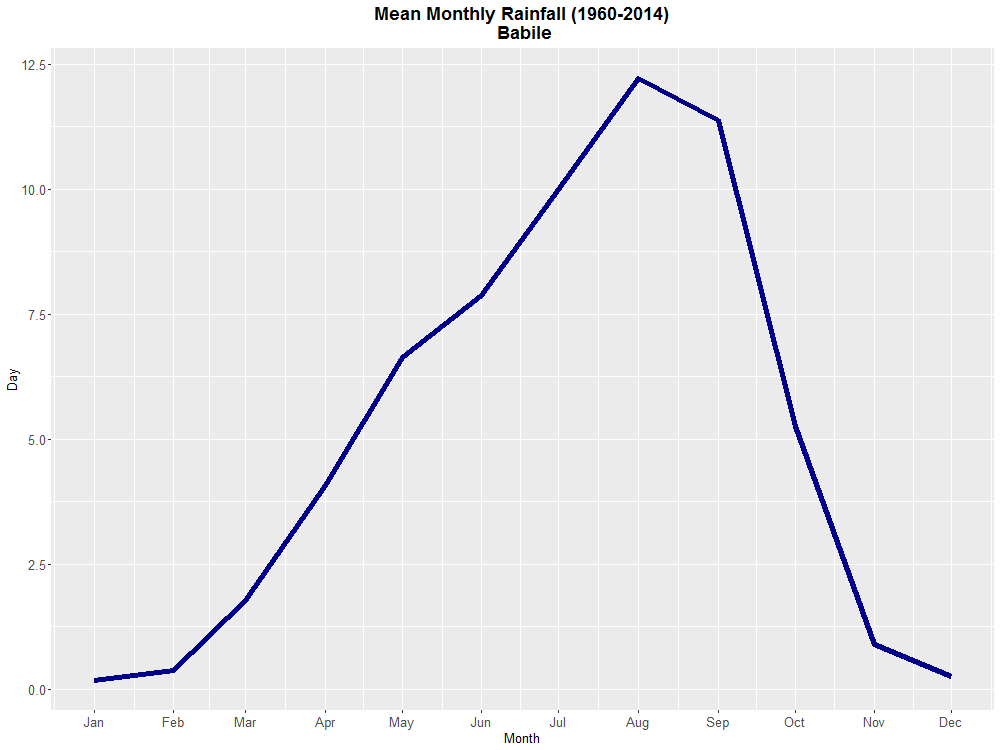 Mean Monthly Rainfall (1960-2014)
Babile
12.5
10.0
7.5
5.0
2.5
0.0
Day
Jan Feb Mar Apr May Jun Jul Aug Sep Oct Nov Dec
Month